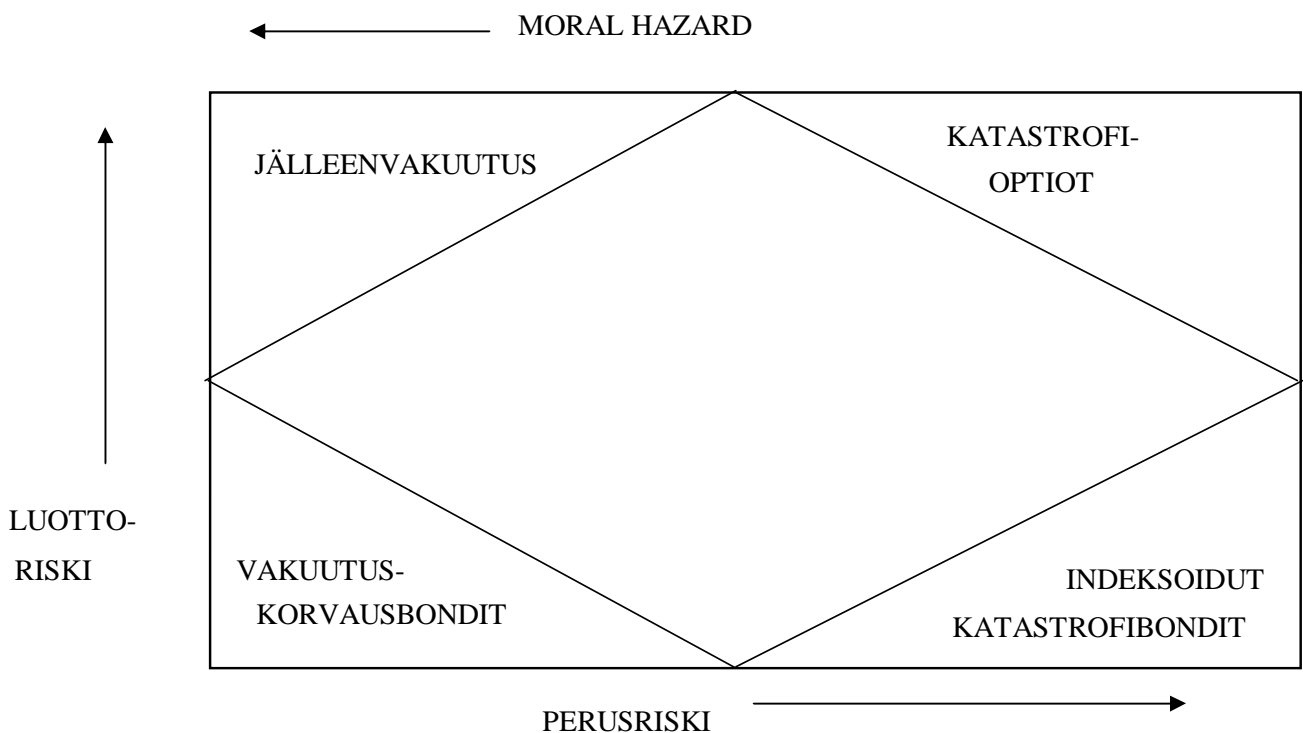 MORAL HAZARD
KATASTROFI-
OPTIOT
JÄLLEENVAKUUTUS
LUOTTO-
RISKI
VAKUUTUS-
KORVAUSBONDIT
INDEKSOIDUT
KATASTROFIBONDIT
PERUSRISKI